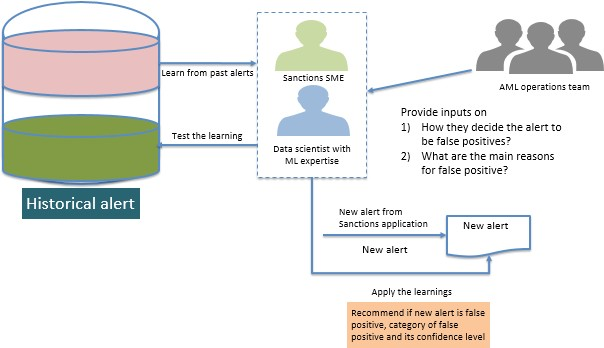 Learn from past alerts
Test the learning
Historical alert
Sanctions SME
Data scientist with
ML expertise
AML operations team
Provide inputs on
1) How they decide the alert to
be false positives?
2) What are the main reasons
for false positive?
New alert from
Sanctions application
New alert
New alert
Apply the learnings
Recommend if new alert is false
positive, category of false
positive and its confidence level